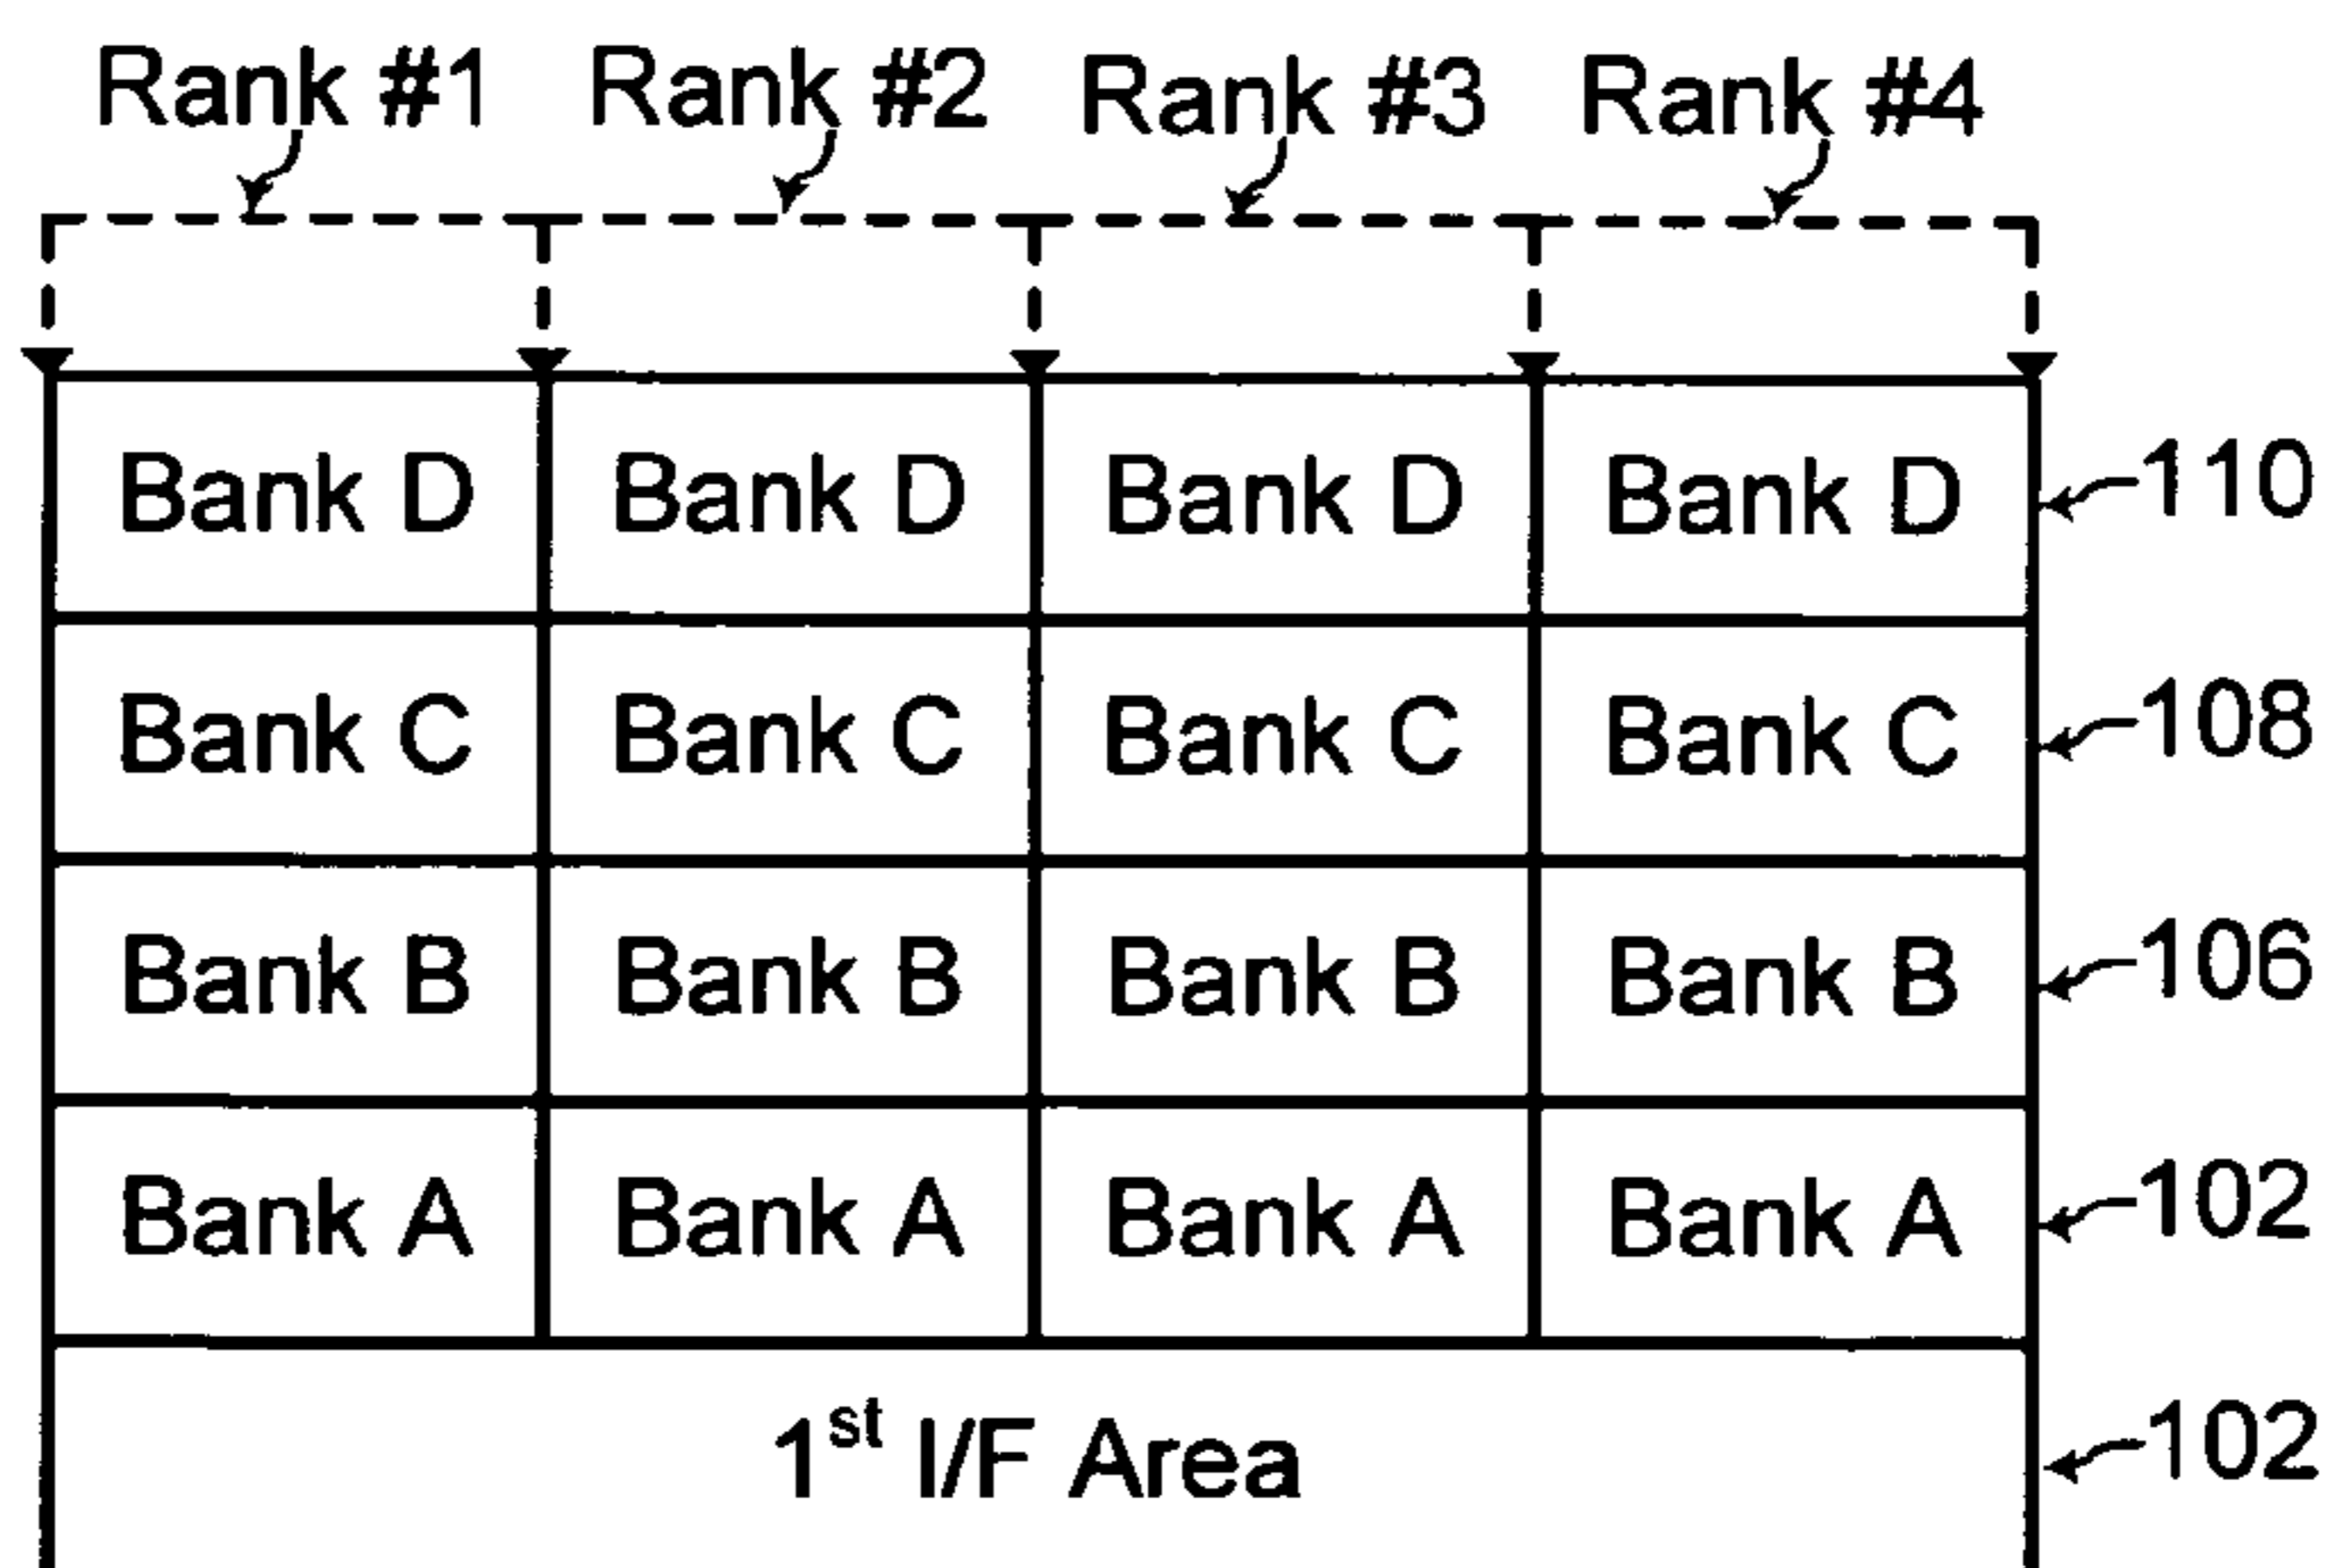 Rank #1 Rank #2 Rank #3 Rank #4
Bank D Bank D Bank D Bank D 110
Bank C Bank C Bank C Bank C 108
Bank B Bank B Bank B Bank B 106
Bank A Bank A Bank A Bank A 102
1st I/F Area 102